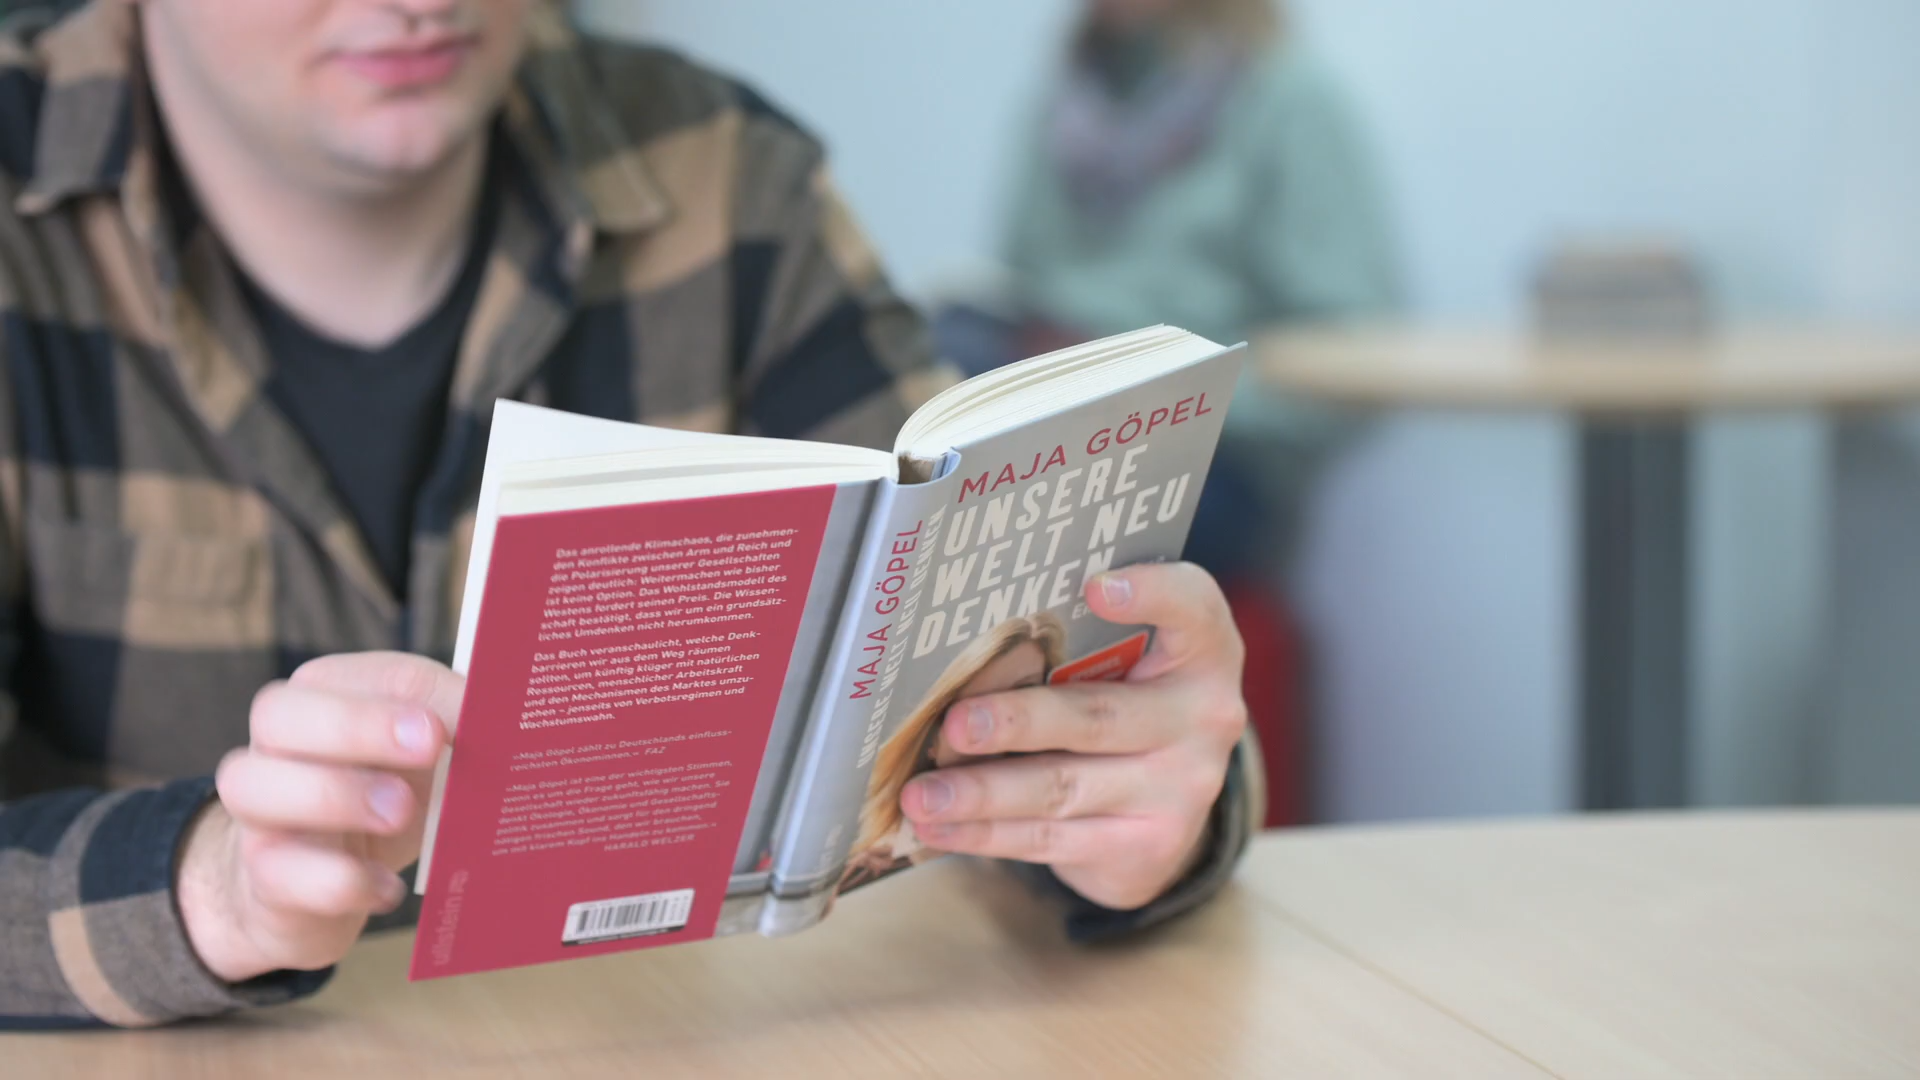 MAJA GÖPEL
UNSERE
WELT NEU
DENKEN
MAJA GÖPEL
UNSERE WELT NEU DENKEN
Das anrollende Klimachaos, die zunehmen-
den Konflikte zwischen Arm und Reich und
die Polarisierung unserer Gesellschaften
zeigen deutlich: Weitermachen wie bisher
ist keine Option. Das Wohlstandsmodell des
Westens fordert seinen Preis. Die Wissen-
schaft bestätigt, dass wir um ein grundsätz-
liches Umdenken nicht herumkommen.
Das Buch veranschaulicht, welche Denk-
barrieren wir aus dem Weg räumen
sollten, um künftig klüger mit natürlichen
Ressourcen, menschlicher Arbeitskraft
und den Mechanismen des Marktes umzu-
gehen – jenseits von Verbotsregimen und
Wachstumswahn.
»Maja Göpel zählt zu Deutschlands einfluss-
reichsten Ökonominnen.« FAZ
»Maja Göpel ist eine der wichtigsten Stimmen,
wenn es um die Frage geht, wie wir unsere
Gesellschaft wieder zukunftsfähig machen. Sie
denkt Ökologie, Ökonomie und Gesellschafts-
politik zusammen und sorgt für den dringend
nötigen frischen Sound, den wir brauchen,
um mit klarem Kopf ins Handeln zu kommen.«
HARALD WELZER
ullstein